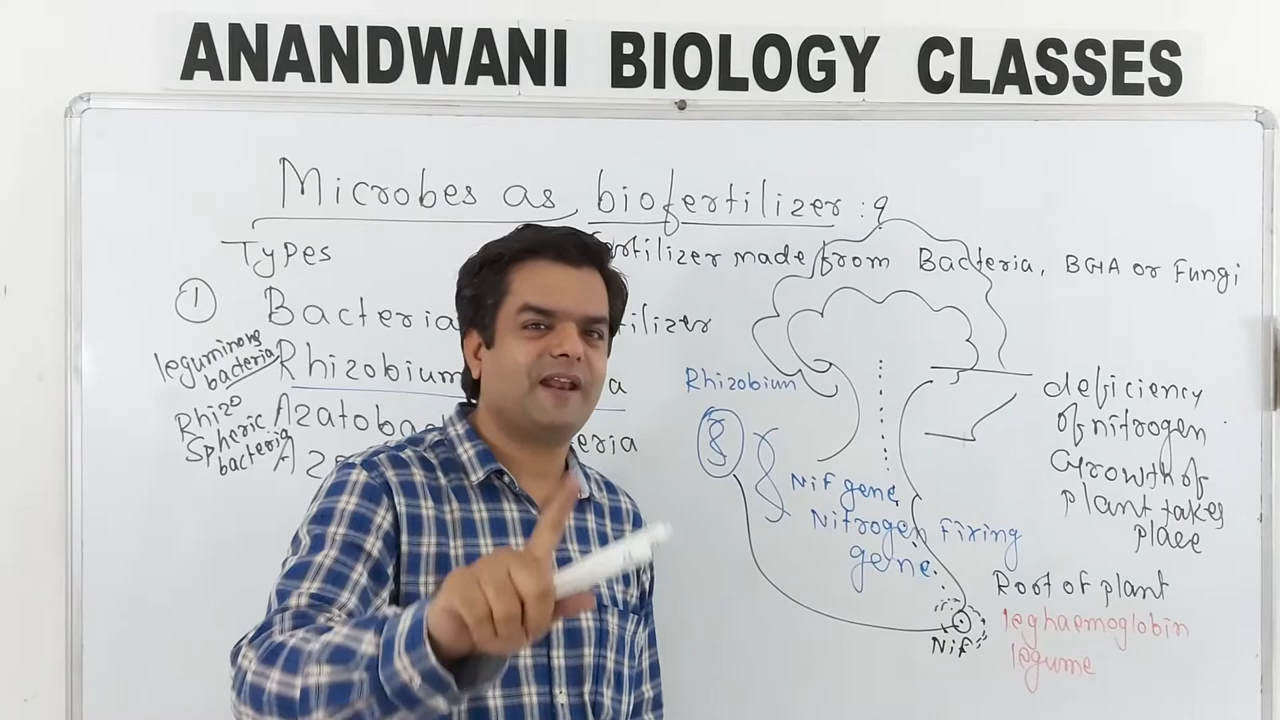 ANANDWANI BIOLOGY CLASSES
Microbes as biofertilizer :
Types
fertilizer made from Bacteria, BGA or Fungi
① Bacteria
tilizer
leguminous
bacteria
Rhizobium
a
Rhizo
Spheric
bacteria
Azatobac
eria
Rhizobium
Nif gene
Nitrogen Fixing
gene
deficiency
of nitrogen
Growth of
plant takes
place
Root of plant
leghaemoglobin
legume
Nif